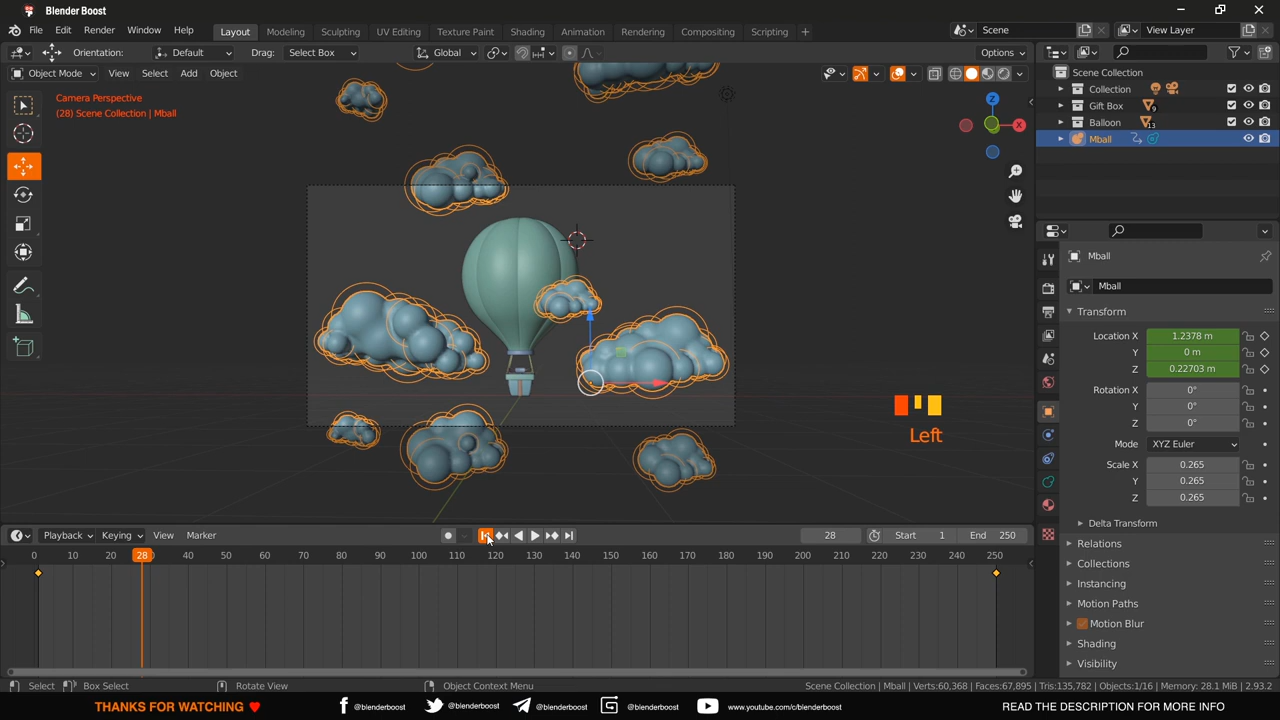 Blender Boost
File Edit Render Window Help Layout Modeling Sculpting UV Editing Texture Paint Shading Animation Rendering Compositing Scripting + Scene View Layer
Orientation: Default Drag: Select Box Global Options
Object Mode View Select Add Object
Camera Perspective
(28) Scene Collection | Mball
Z
X
Left
Scene Collection
Collection
Gift Box 9
Balloon 13
Mball
Mball
Mball
Transform
Location X 1.2378 m
Y 0 m
Z 0.22703 m
Rotation X 0°
Y 0°
Z 0°
Mode XYZ Euler
Scale X 0.265
Y 0.265
Z 0.265
Delta Transform
Relations
Collections
Instancing
Motion Paths
Motion Blur
Shading
Visibility
Playback Keying View Marker 28 Start 1 End 250
0 10 20 28 30 40 50 60 70 80 90 100 110 120 130 140 150 160 170 180 190 200 210 220 230 240 250
Select Box Select Rotate View Object Context Menu Scene Collection | Mball | Verts:60,368 | Faces:67,895 | Tris:135,782 | Objects:1/16 | Memory: 28.1 MiB | 2.93.2
THANKS FOR WATCHING ❤ @blenderboost @blenderboost @blenderboost @blenderboost www.youtube.com/c/blenderboost READ THE DESCRIPTION FOR MORE INFO